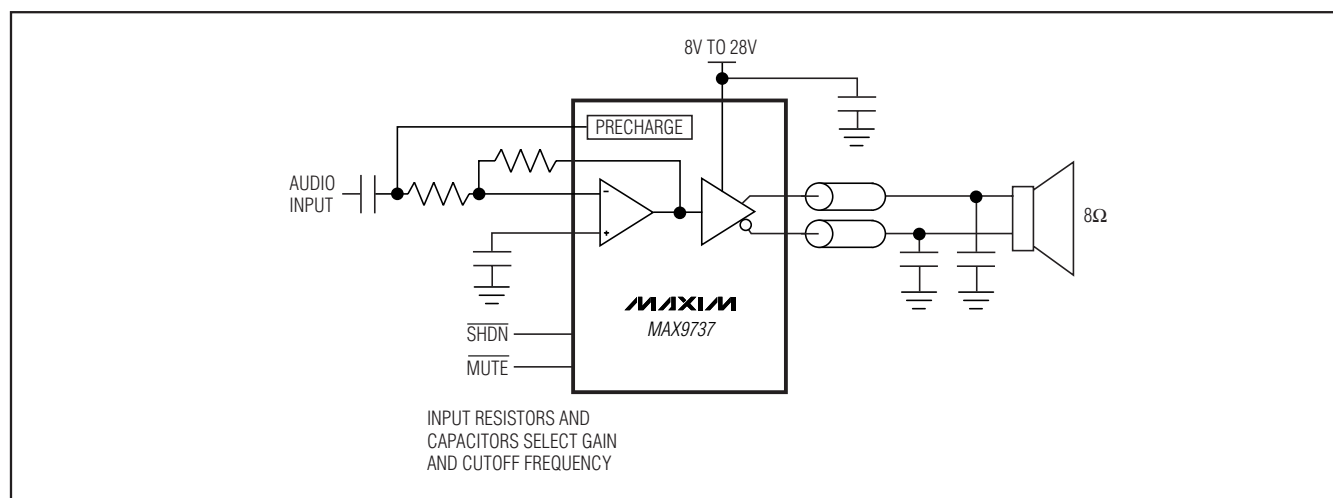 8V TO 28V
PRECHARGE
AUDIO
INPUT
−
+
8Ω
MAXIM
MAX9737
SHDN
MUTE
INPUT RESISTORS AND
CAPACITORS SELECT GAIN
AND CUTOFF FREQUENCY